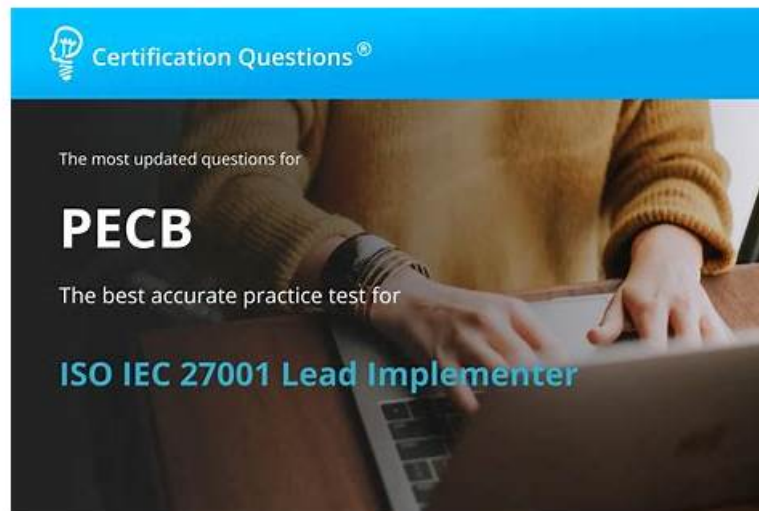 Certification Questions®
The most updated questions for
PECB
The best accurate practice test for
ISO IEC 27001 Lead Implementer